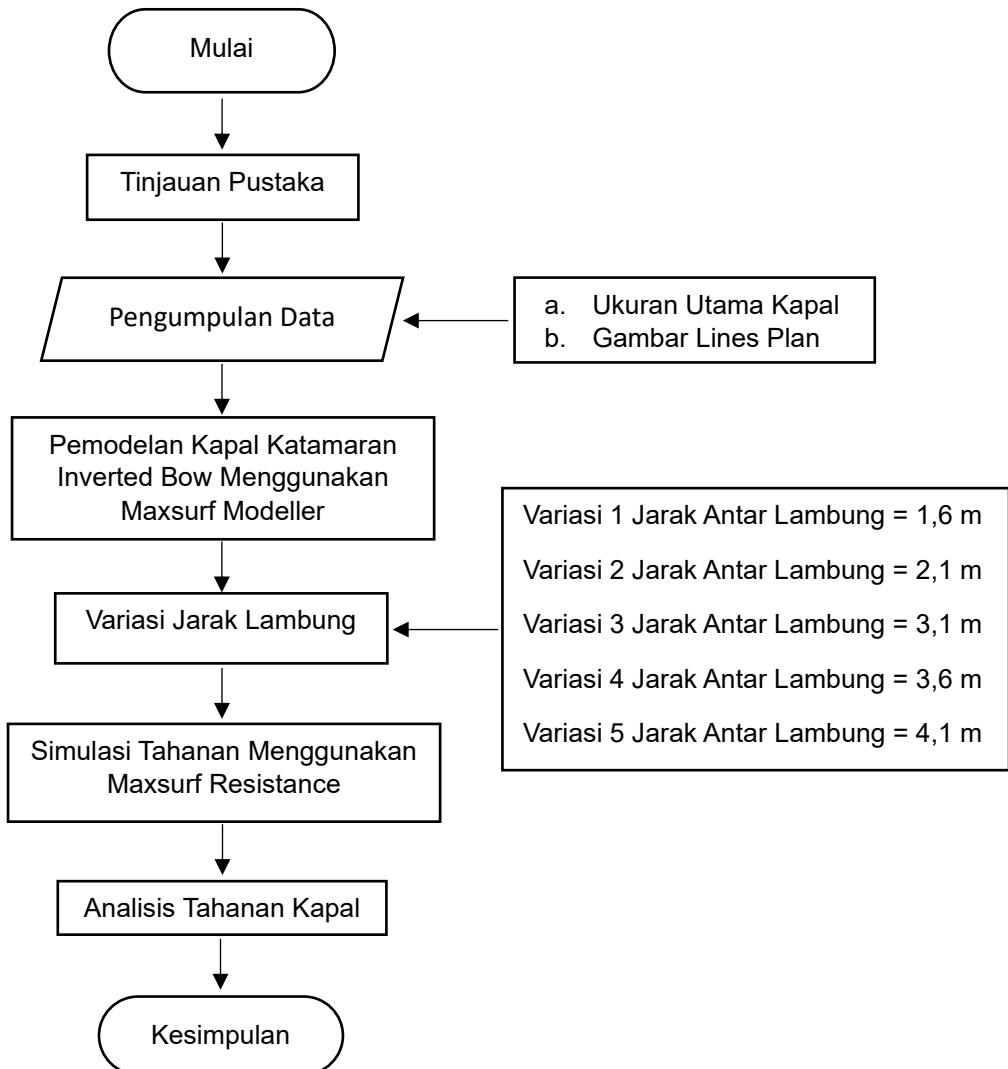 Mulai
Tinjauan Pustaka
Pengumpulan Data
a. Ukuran Utama Kapal
b. Gambar Lines Plan
Pemodelan Kapal Katamaran
Inverted Bow Menggunakan
Maxsurf Modeller
Variasi Jarak Lambung
Variasi 1 Jarak Antar Lambung = 1,6 m
Variasi 2 Jarak Antar Lambung = 2,1 m
Variasi 3 Jarak Antar Lambung = 3,1 m
Variasi 4 Jarak Antar Lambung = 3,6 m
Variasi 5 Jarak Antar Lambung = 4,1 m
Simulasi Tahanan Menggunakan
Maxsurf Resistance
Analisis Tahanan Kapal
Kesimpulan